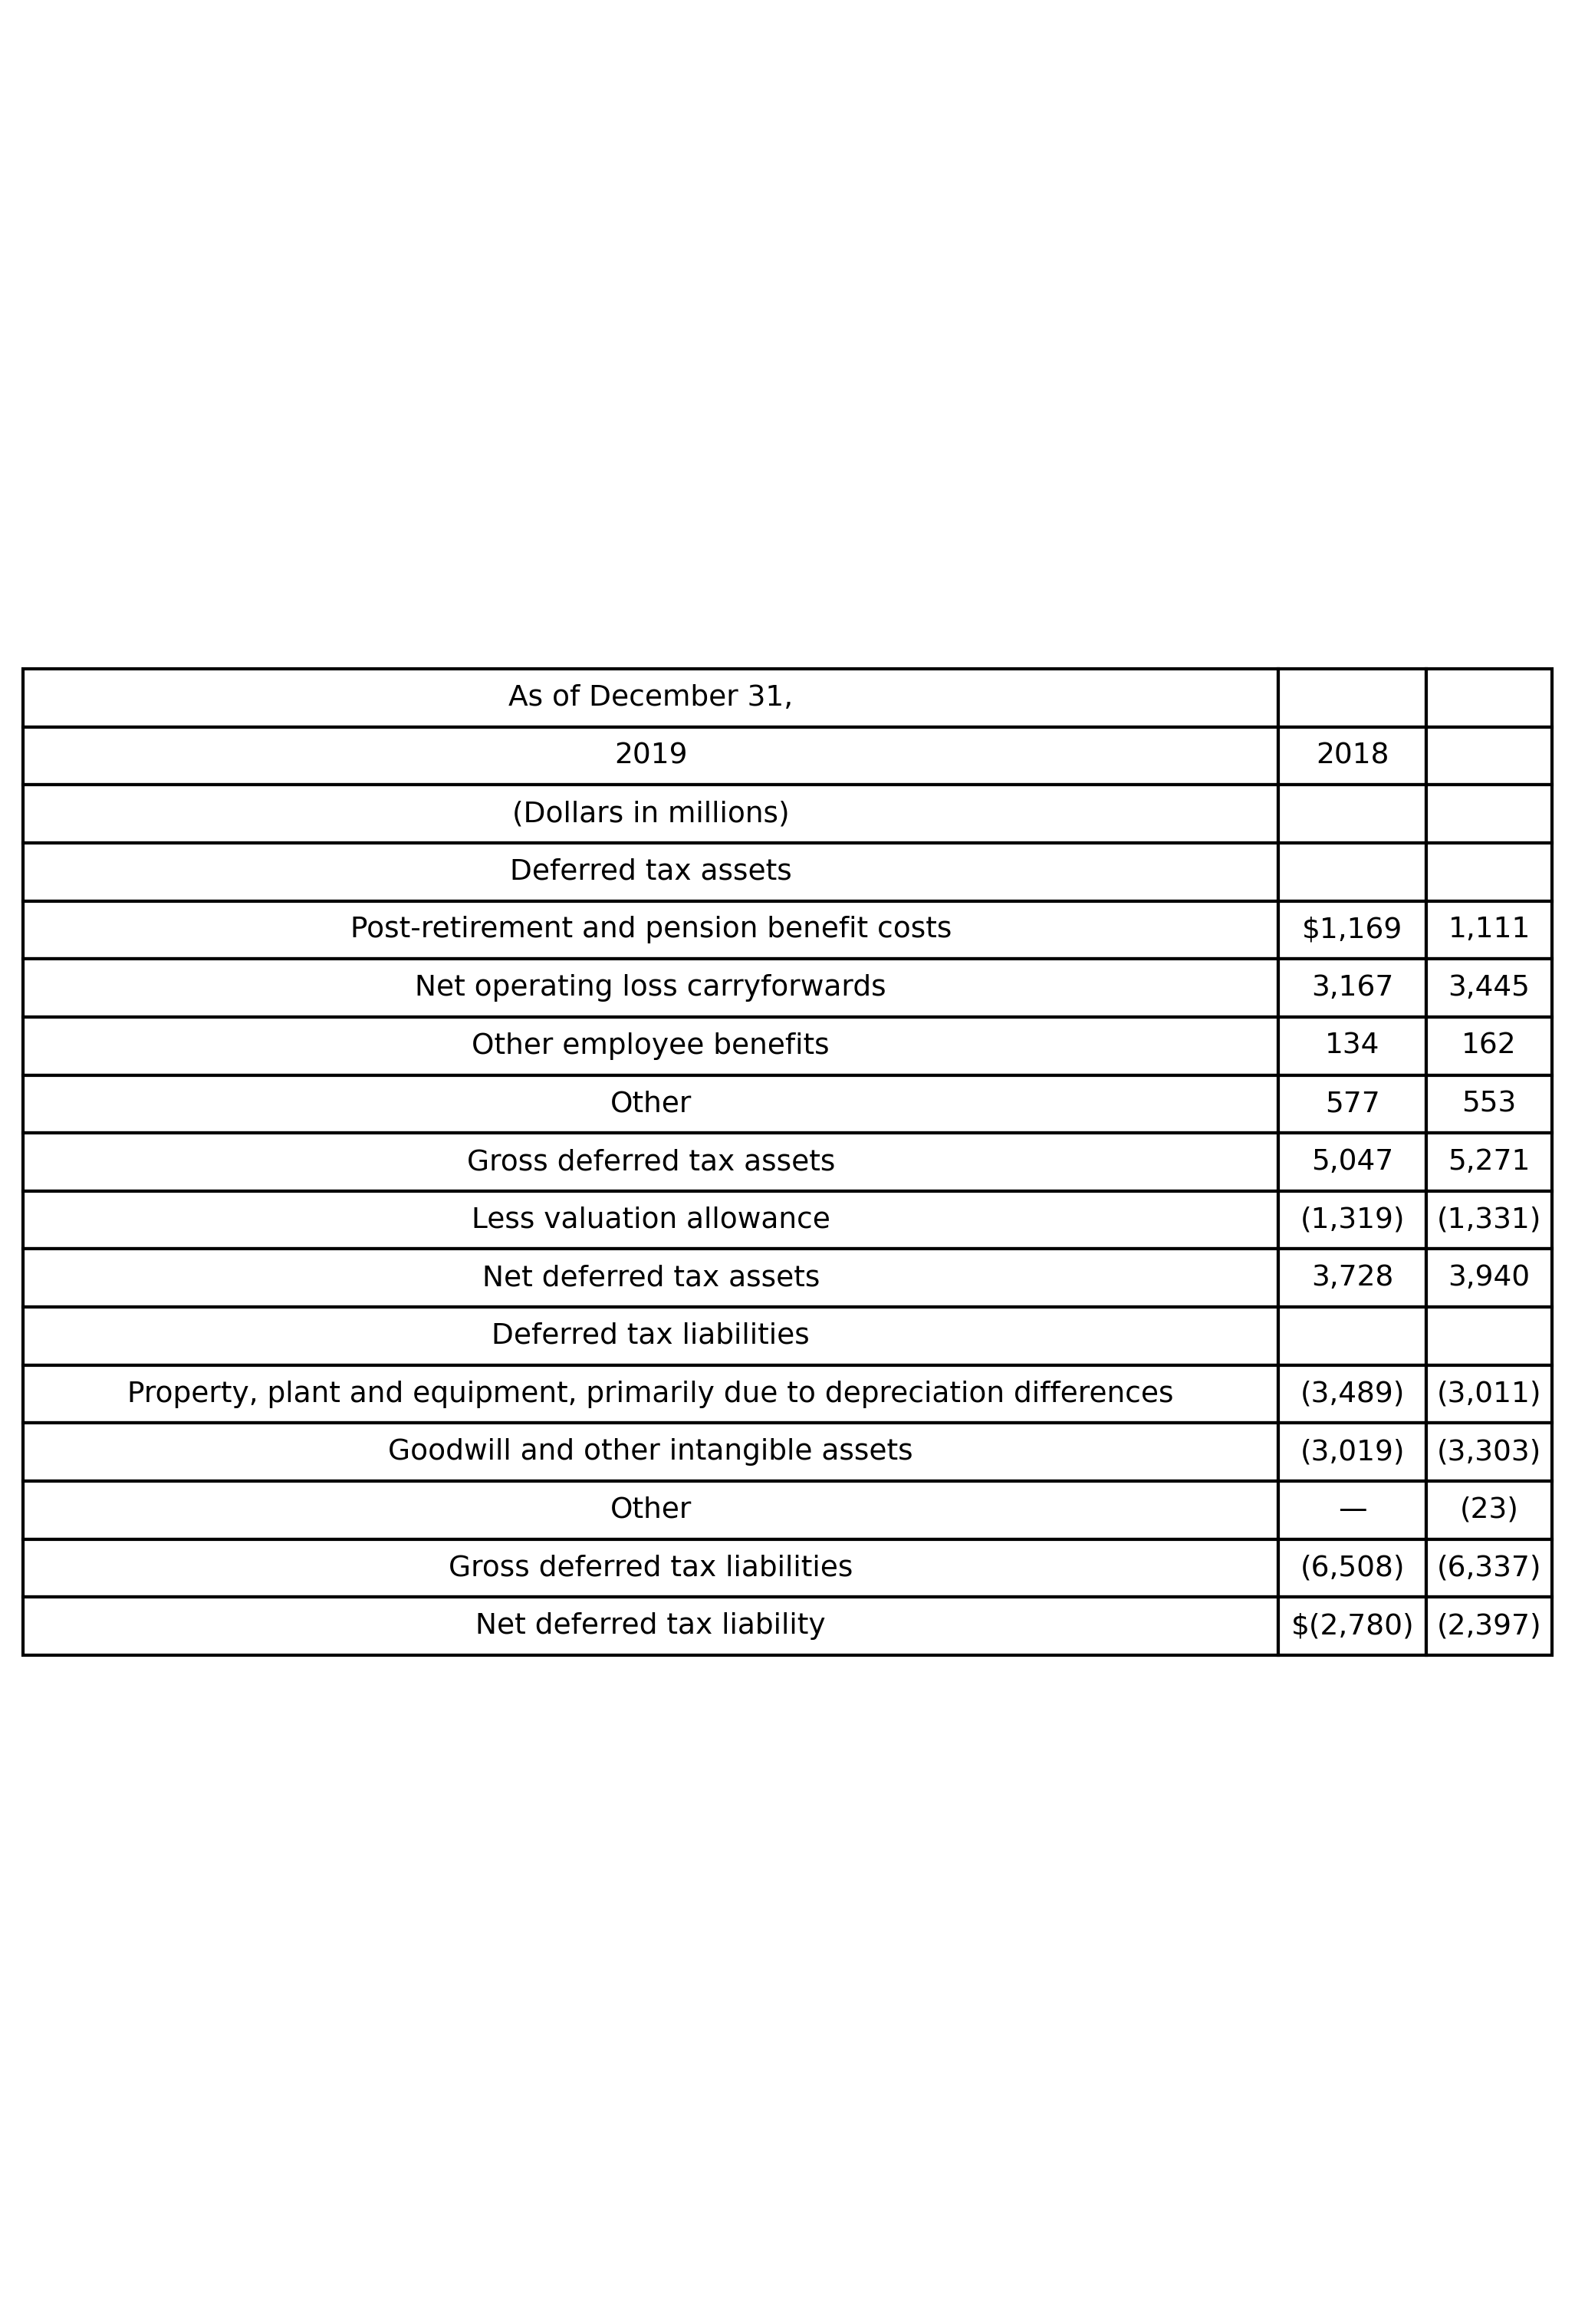 As of December 31,
2019 2018
(Dollars in millions)
Deferred tax assets
Post-retirement and pension benefit costs $1,169 1,111
Net operating loss carryforwards 3,167 3,445
Other employee benefits 134 162
Other 577 553
Gross deferred tax assets 5,047 5,271
Less valuation allowance (1,319) (1,331)
Net deferred tax assets 3,728 3,940
Deferred tax liabilities
Property, plant and equipment, primarily due to depreciation differences (3,489) (3,011)
Goodwill and other intangible assets (3,019) (3,303)
Other — (23)
Gross deferred tax liabilities (6,508) (6,337)
Net deferred tax liability $(2,780) (2,397)